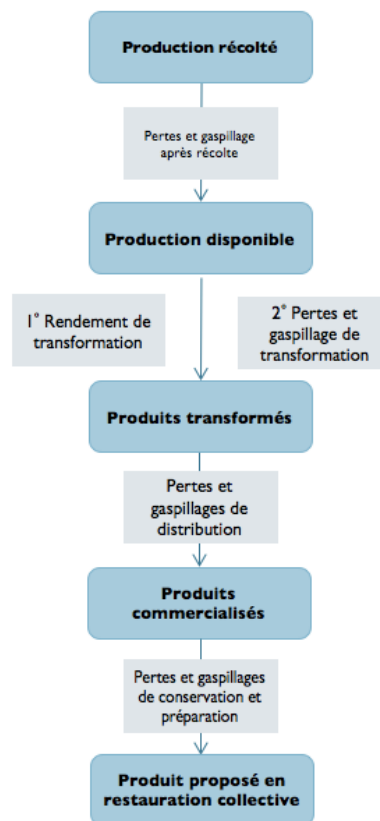 Production récolté
Pertes et gaspillage
après récolte
Production disponible
1° Rendement de
transformation
2° Pertes et
gaspillage de
transformation
Produits transformés
Pertes et
gaspillages de
distribution
Produits
commercialisés
Pertes et gaspillages
de conservation et
préparation
Produit proposé en
restauration collective